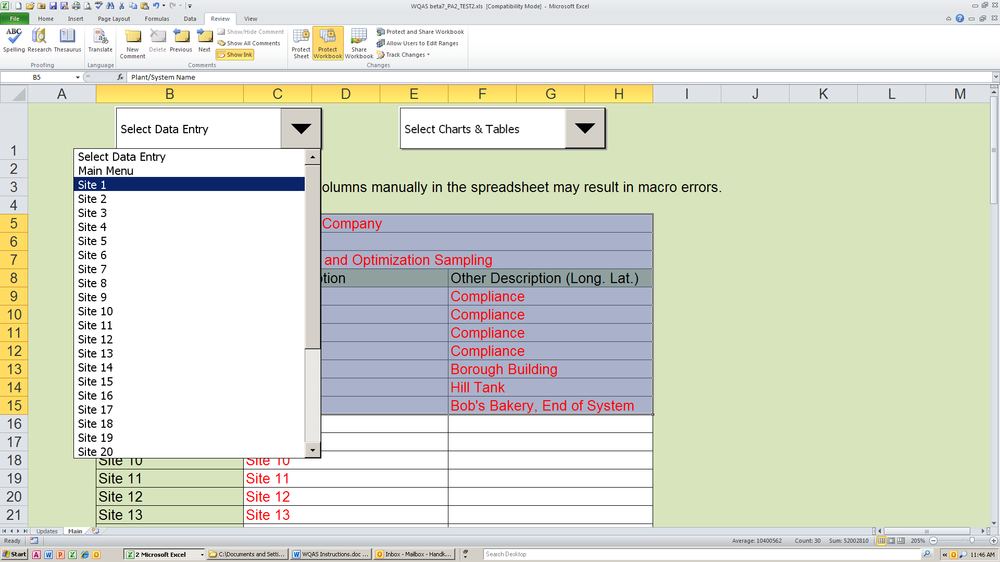 WQAS beta7_PA2_TEST2.xls [Compatibility Mode] - Microsoft Excel
File Home Insert Page Layout Formulas Data Review View
ABC
Spelling Research Thesaurus Translate New Comment Delete Previous Next Show/Hide Comment
Show All Comments
Show Ink
Protect Sheet Protect Workbook Share Workbook Protect and Share Workbook
Allow Users to Edit Ranges
Track Changes
Proofing Language Comments Changes
B5 fx Plant/System Name
A B C D E F G H I J K L M
Select Data Entry Select Charts & Tables
1
Select Data Entry
2
Main Menu
Site 1
3 olumns manually in the spreadsheet may result in macro errors.
Site 2
4
Site 3
5 Company
Site 4
6
Site 5
Site 6
7 and Optimization Sampling
Site 7
8 otion Other Description (Long. Lat.)
Site 8
9 Compliance
Site 9
Site 10
10 Compliance
Site 11
11 Compliance
Site 12
12 Compliance
Site 13
Site 14
13 Borough Building
Site 15
14 Hill Tank
Site 16
15 Bob's Bakery, End of System
Site 17
16
Site 18
17
Site 19
Site 20
18 Site 10 Site 10
19 Site 11 Site 11
20 Site 12 Site 12
21 Site 13 Site 13
Updates Main
Ready Average: 10400562 Count: 30 Sum: 52002810 205%
Start 2 Microsoft Excel C:\Documents and Setti... WQAS Instructions.doc ... Inbox - Mailbox - Handk... Search Desktop 11:46 AM